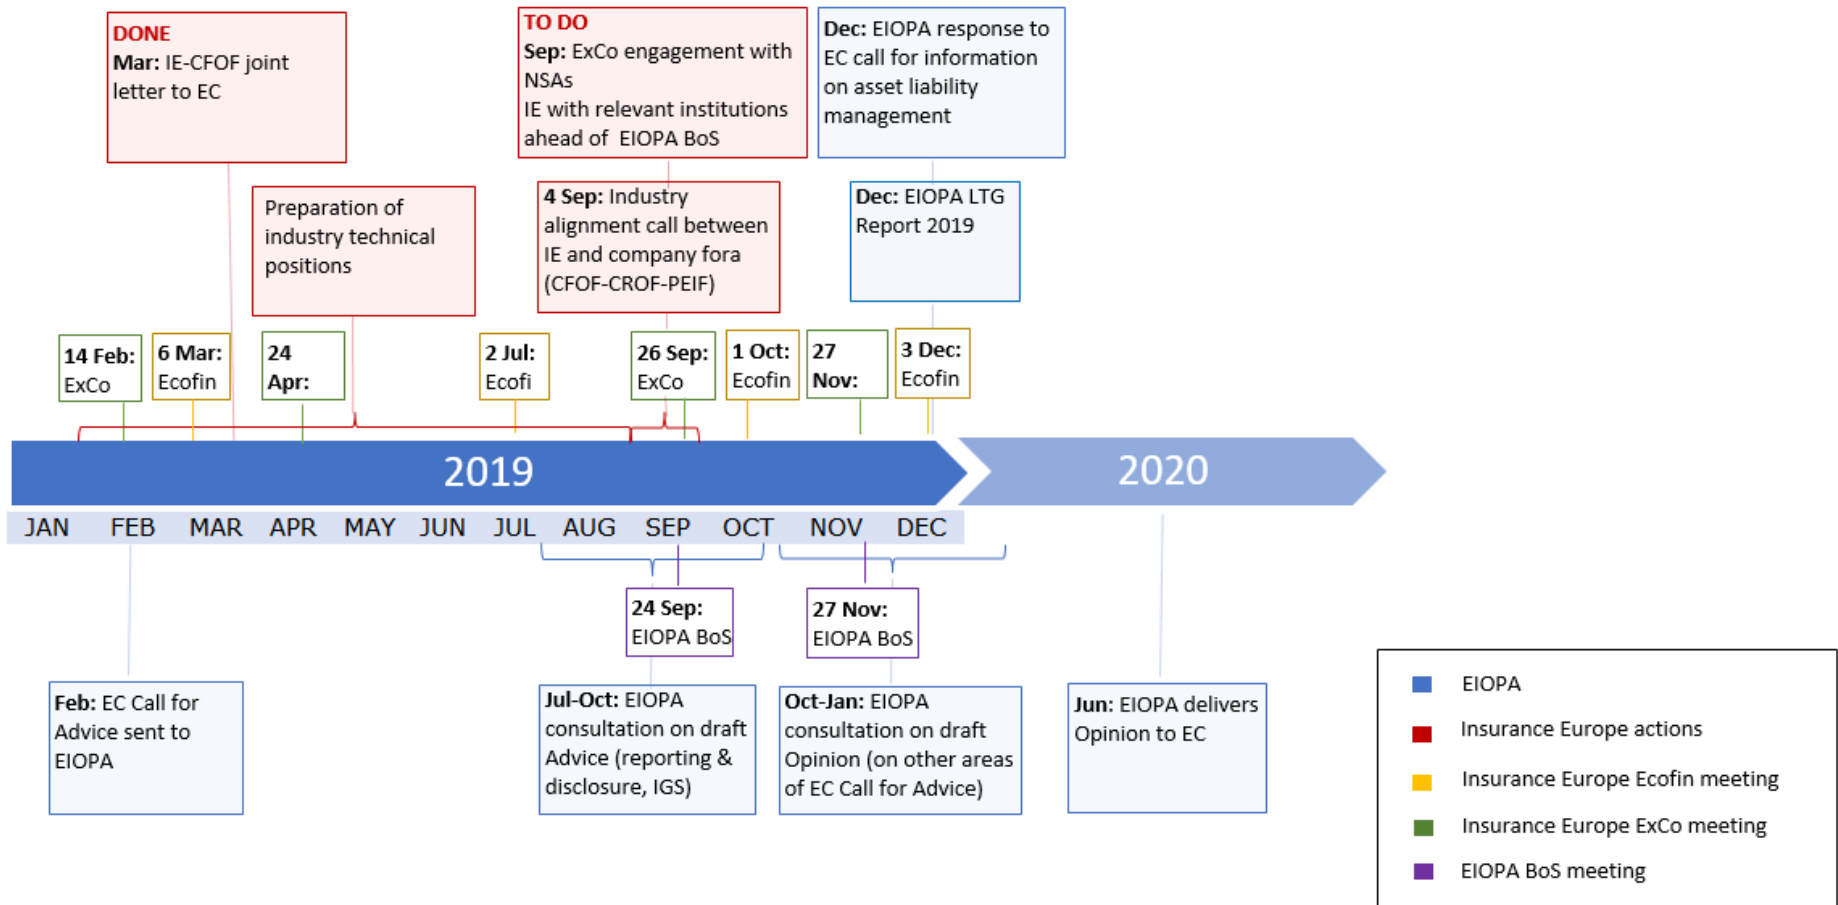 DONE
Mar: IE-CFOF joint
letter to EC
TO DO
Sep: ExCo engagement with
NSAs
IE with relevant institutions
ahead of EIOPA BoS
Dec: EIOPA response to
EC call for information
on asset liability
management
Preparation of
industry technical
positions
4 Sep: Industry
alignment call between
IE and company fora
(CFOF-CROF-PEIF)
Dec: EIOPA LTG
Report 2019
14 Feb:
ExCo
6 Mar:
Ecofin
24
Apr:
2 Jul:
Ecofi
26 Sep:
ExCo
1 Oct:
Ecofin
27
Nov:
3 Dec:
Ecofin
2019
2020
JAN FEB MAR APR MAY JUN JUL AUG SEP OCT NOV DEC
24 Sep:
EIOPA BoS
27 Nov:
EIOPA BoS
Feb: EC Call for
Advice sent to
EIOPA
Jul-Oct: EIOPA
consultation on draft
Advice (reporting &
disclosure, IGS)
Oct-Jan: EIOPA
consultation on draft
Opinion (on other areas
of EC Call for Advice)
Jun: EIOPA delivers
Opinion to EC
EIOPA
Insurance Europe actions
Insurance Europe Ecofin meeting
Insurance Europe ExCo meeting
EIOPA BoS meeting